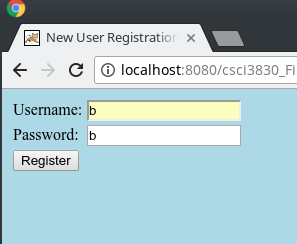 New User Registration
localhost:8080/csci3830_Fi
Username: b
Password: b
Register